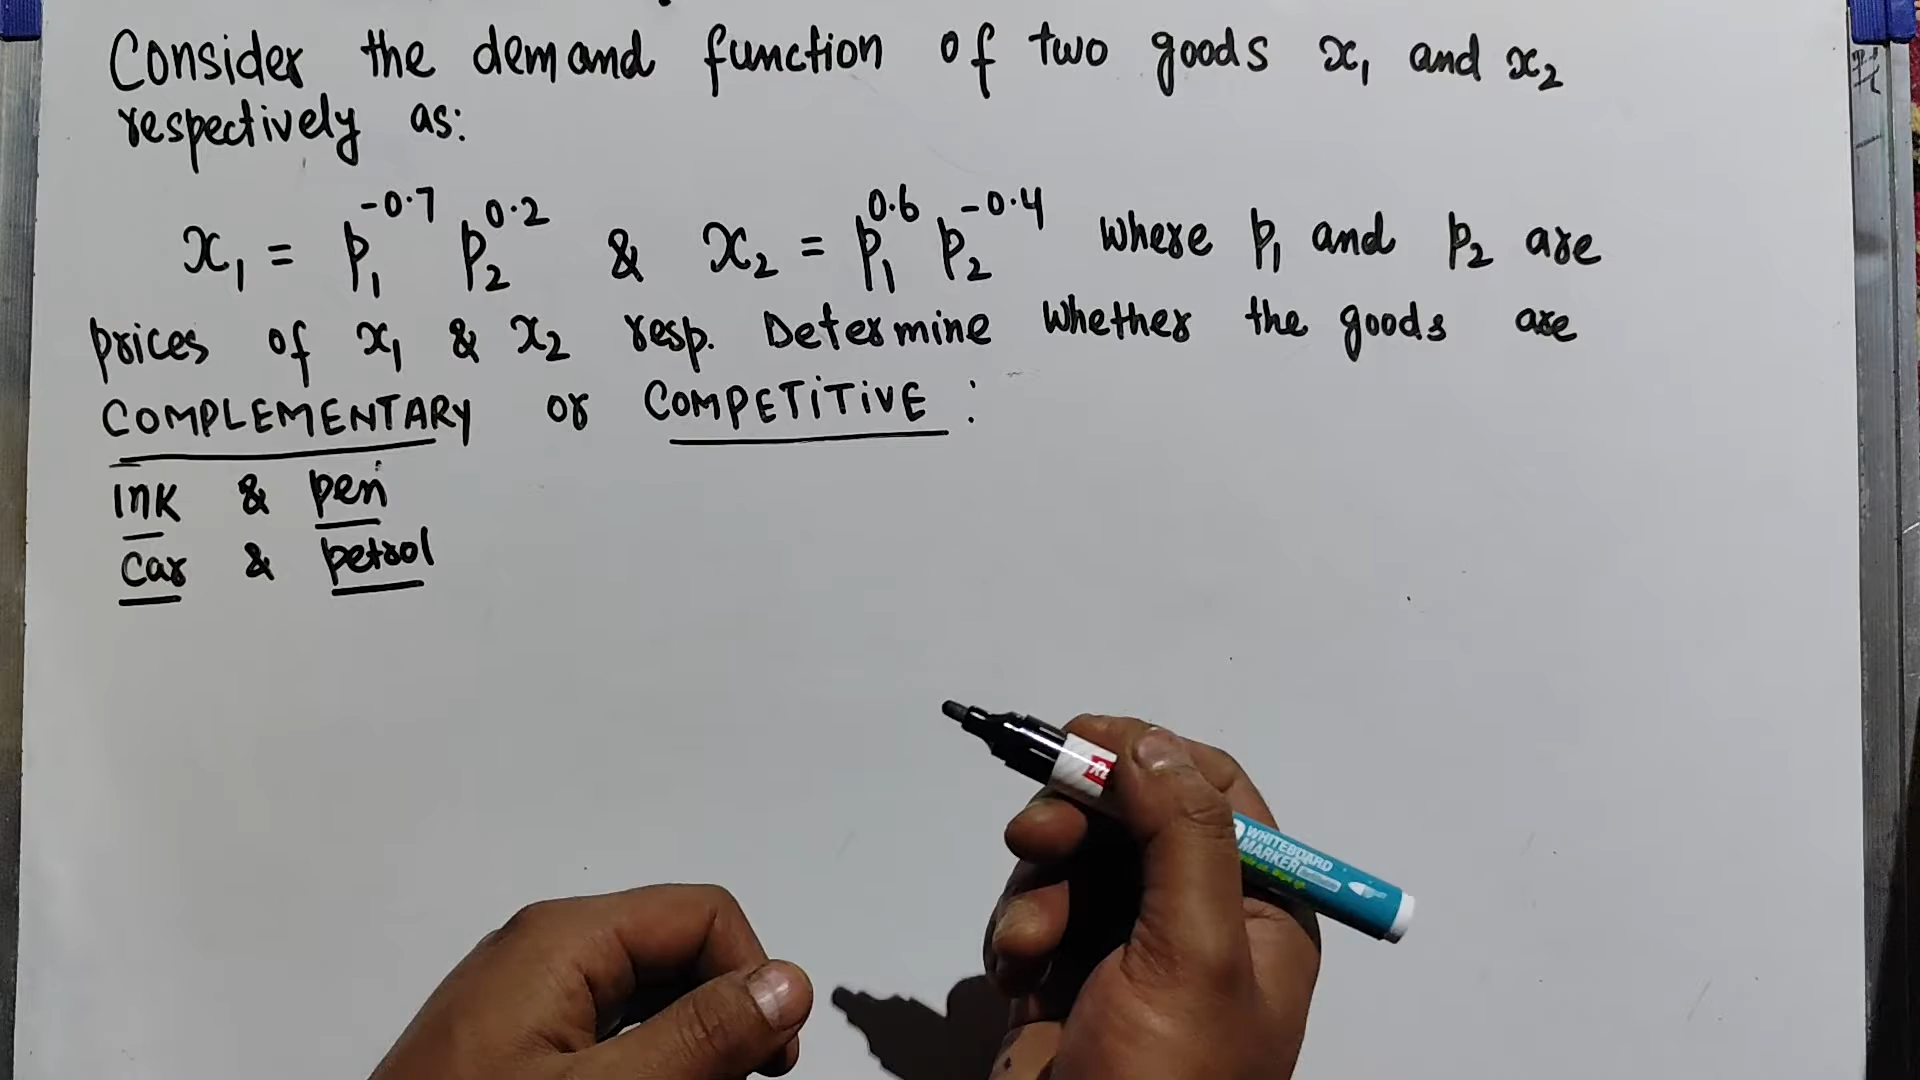 Consider the demand function of two goods x₁ and x₂
respectively as:
x₁ = p₁^-0.7 p₂^0.2 & x₂ = p₁^0.6 p₂^-0.4 where p₁ and p₂ are
prices of x₁ & x₂ resp. Determine whether the goods are
COMPLEMENTARY or COMPETITIVE :
ink & pen
car & petrol
WHITEBOARD
MARKER